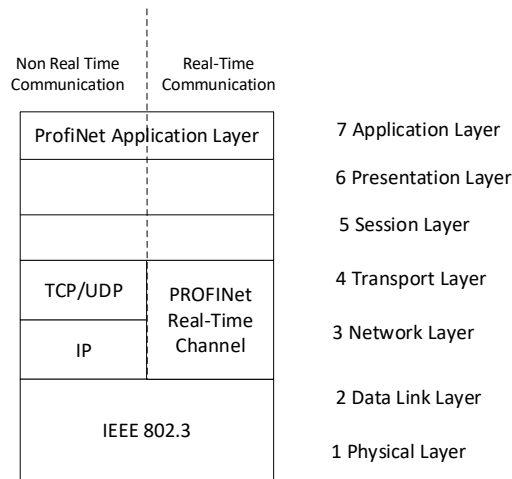 Non Real Time
Communication
Real-Time
Communication
ProfiNet Application Layer
7 Application Layer
6 Presentation Layer
5 Session Layer
TCP/UDP
PROFINet
Real-Time
Channel
4 Transport Layer
IP
3 Network Layer
IEEE 802.3
2 Data Link Layer
1 Physical Layer